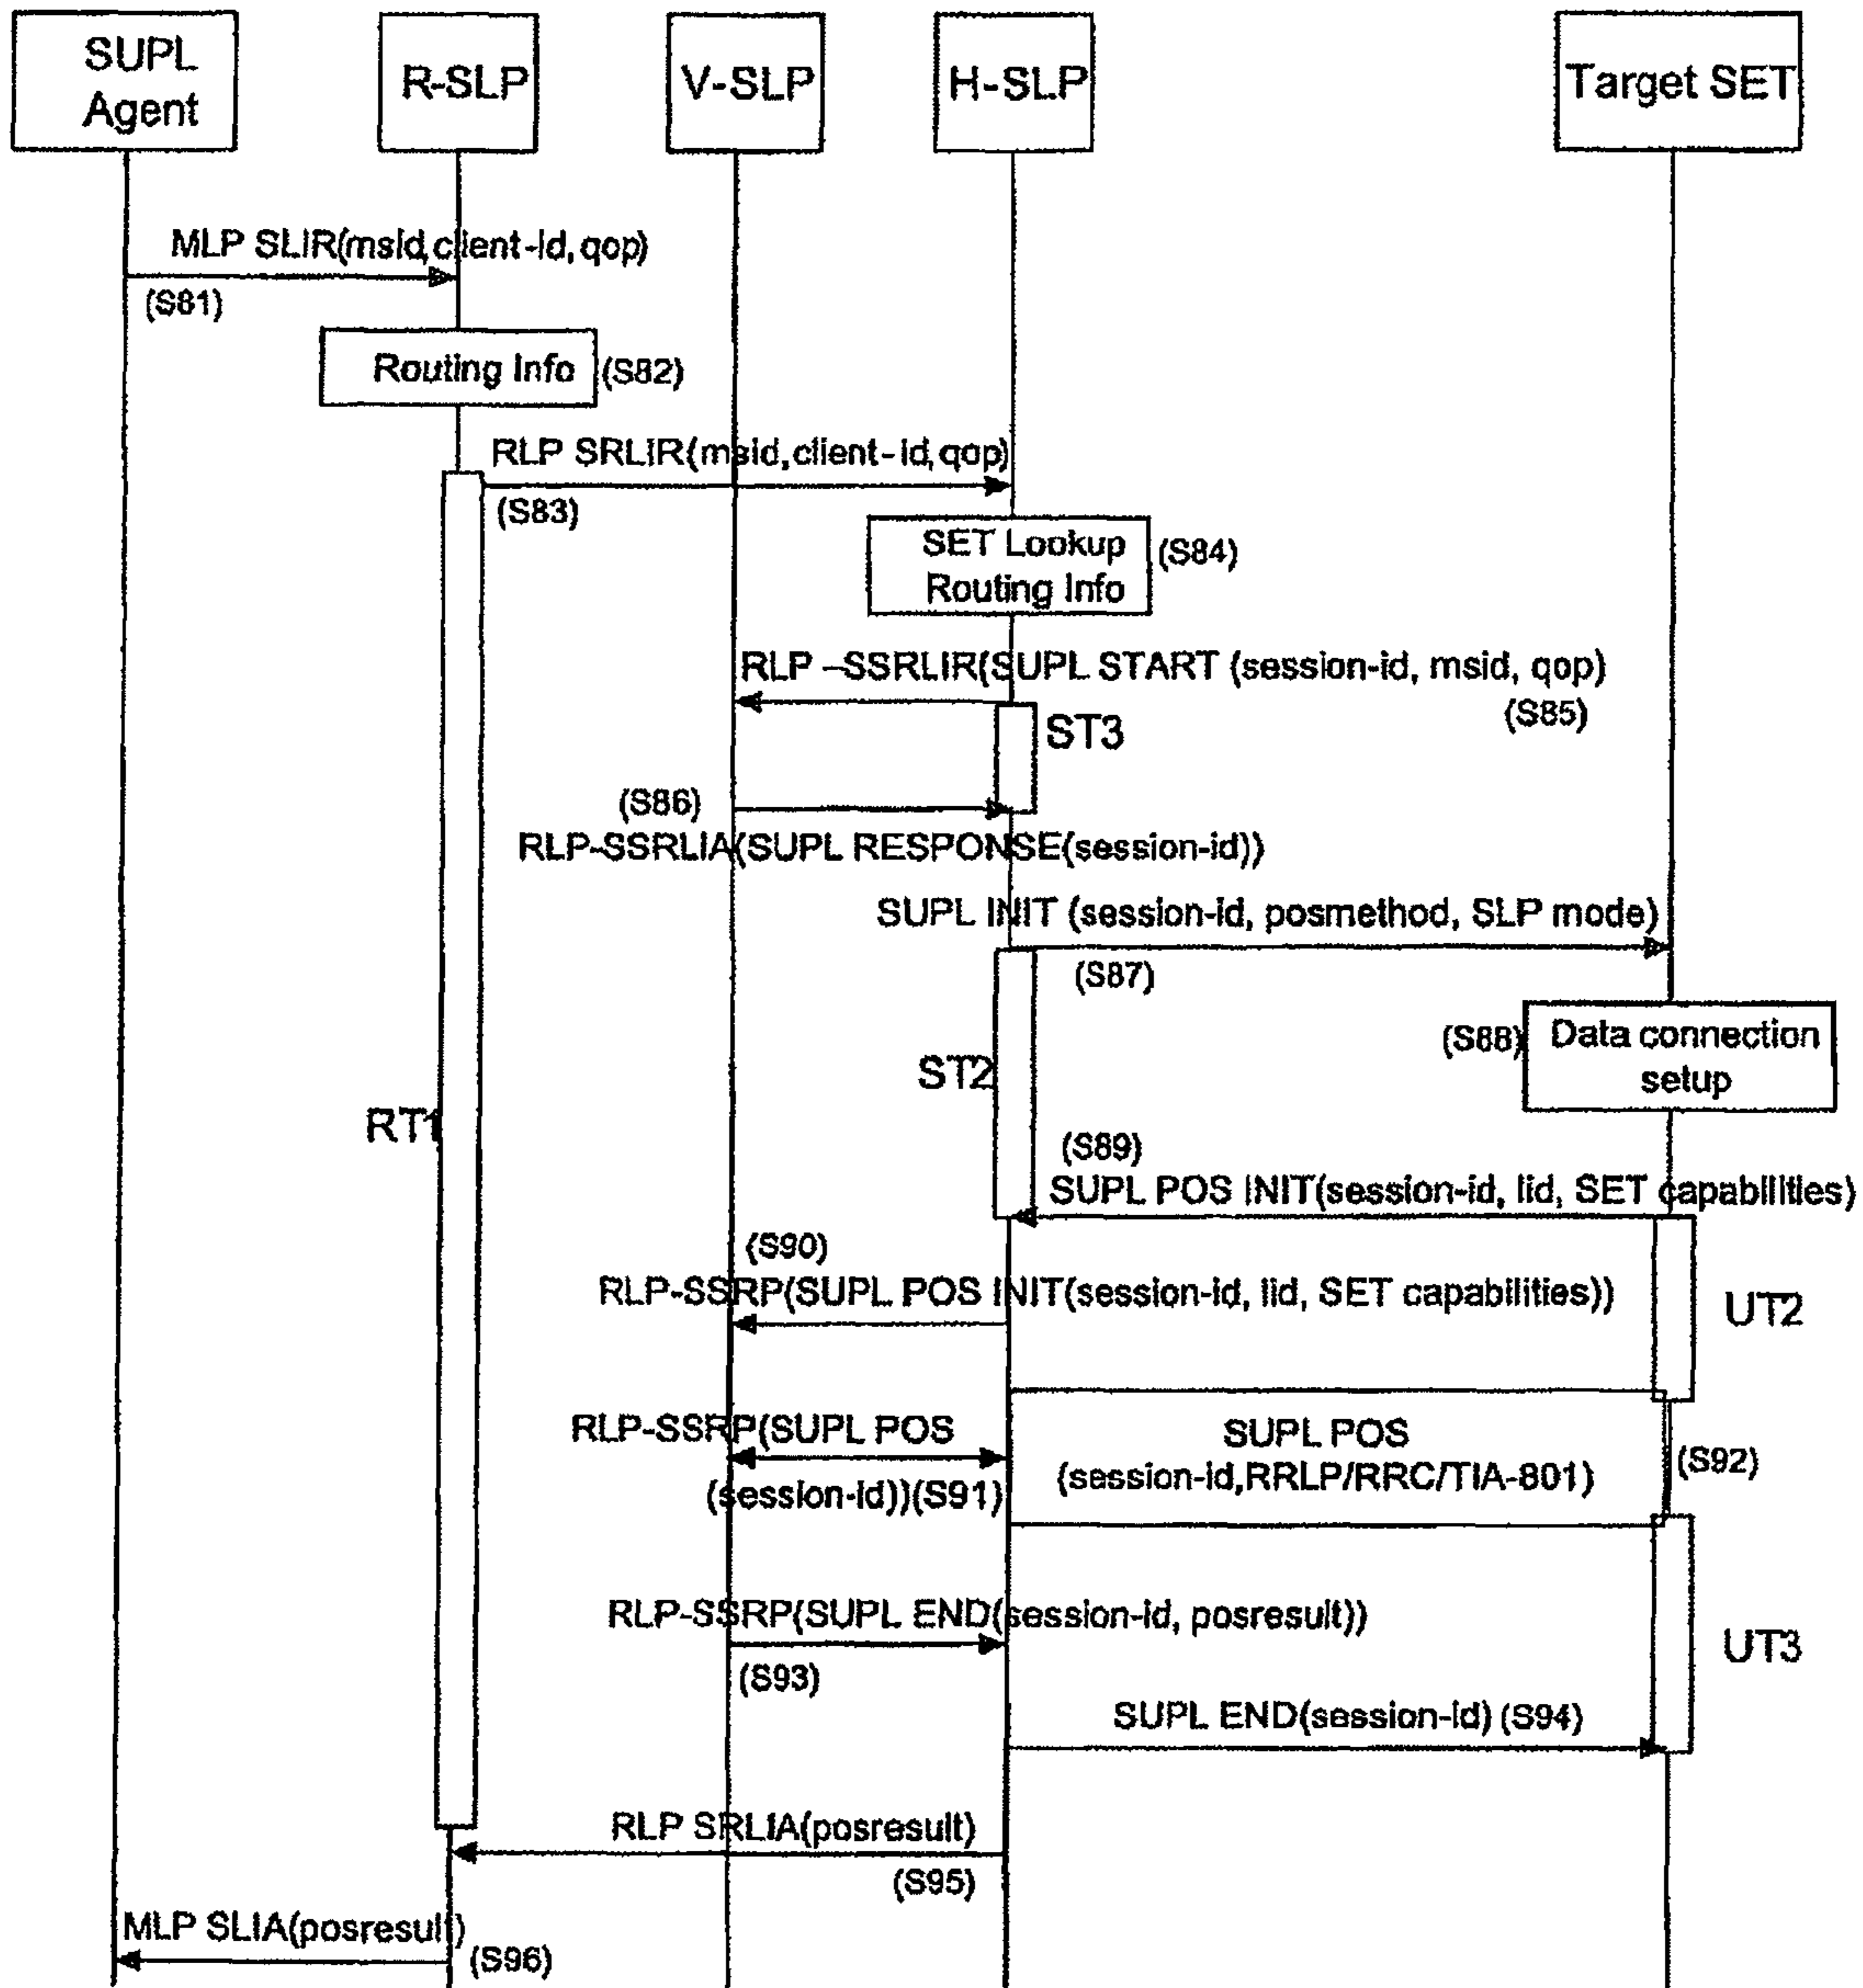 SUPL
Agent
R-SLP
V-SLP
H-SLP
Target SET
MLP SLIR(msid,client-id,qop)
(S81)
Routing Info
(S82)
RLP SRLIR(msid,client-id,qop)
(S83)
SET Lookup
Routing Info
(S84)
RLP –SSRLIR(SUPL START (session-id, msid, qop)
(S85)
ST3
(S86)
RLP-SSRLIA(SUPL RESPONSE(session-id))
SUPL INIT (session-id, posmethod, SLP mode)
(S87)
(S88)
Data connection
setup
ST2
RT1
(S89)
SUPL POS INIT(session-id, lid, SET capabilities)
(S90)
RLP-SSRP(SUPL POS INIT(session-id, lid, SET capabilities))
UT2
RLP-SSRP(SUPL POS
(session-id))(S91)
SUPL POS
(session-id,RRLP/RRC/TIA-801)
(S92)
RLP-SSRP(SUPL END(session-id, posresult))
(S93)
UT3
SUPL END(session-id) (S94)
RLP SRLIA(posresult)
(S95)
MLP SLIA(posresult)
(S96)